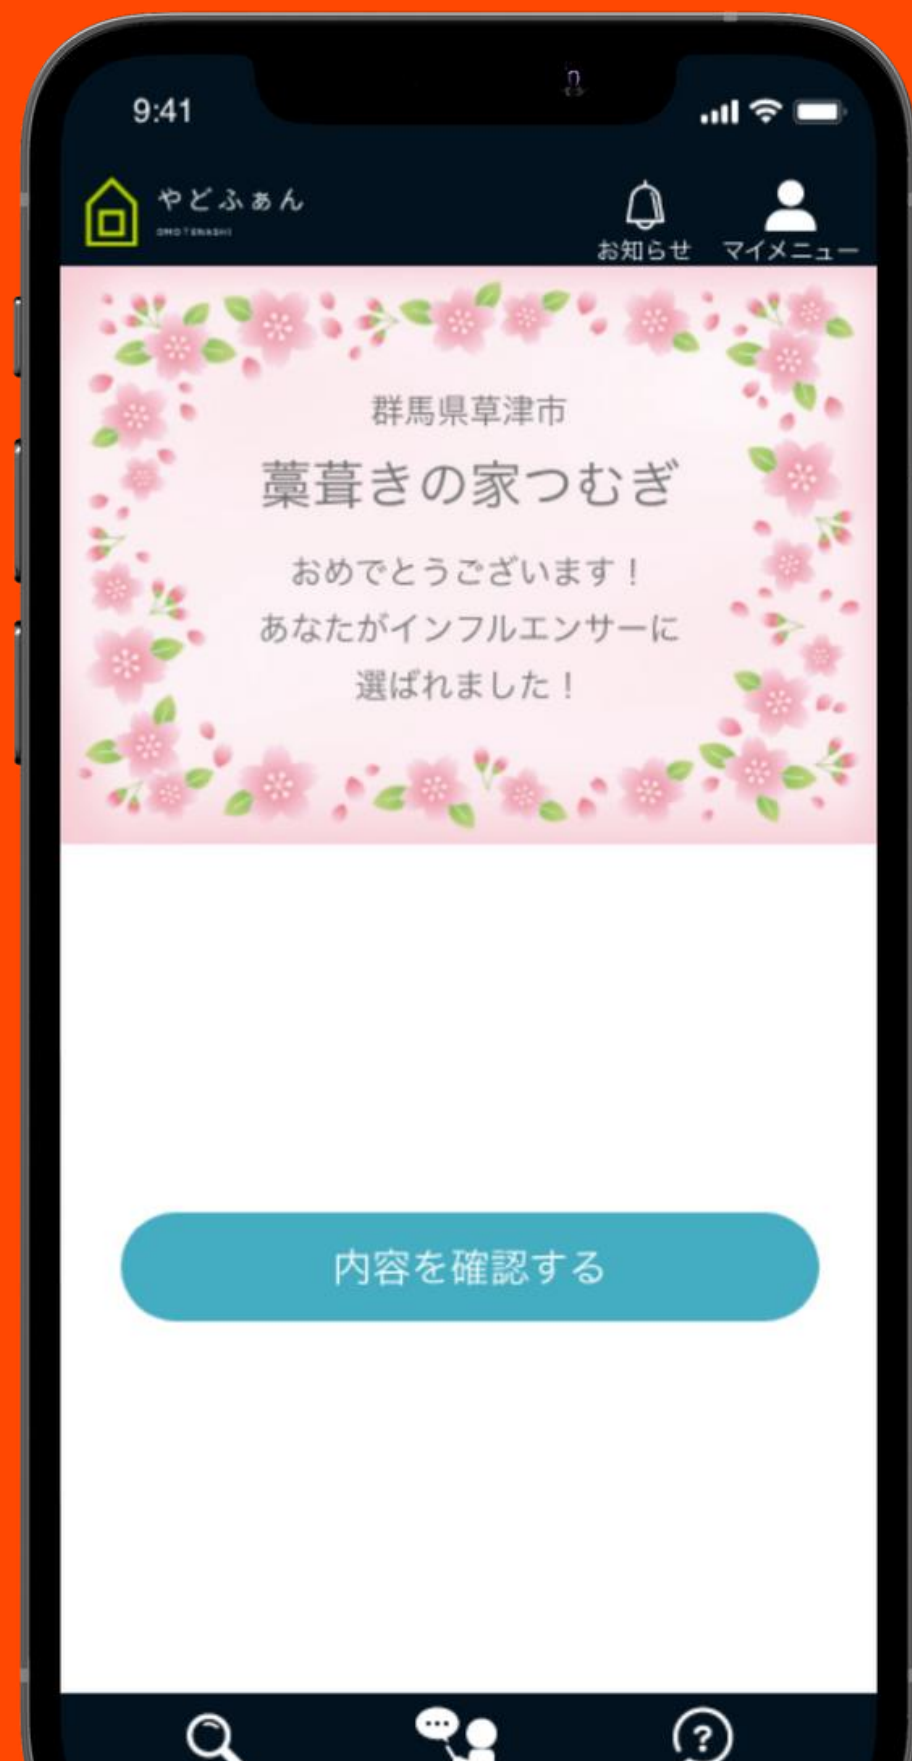 9:41
やどふぁん
OMOTENASHI
お知らせ
マイメニュー
群馬県草津市
藁葺きの家つむぎ
おめでとうございます！
あなたがインフルエンサーに
選ばれました！
内容を確認する
?